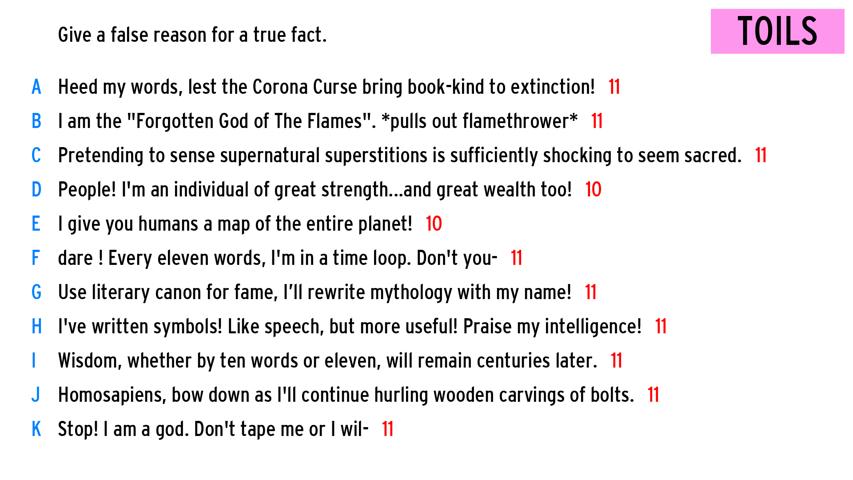 Give a false reason for a true fact.
TOILS
A Heed my words, lest the Corona Curse bring book-kind to extinction! 11
B I am the "Forgotten God of The Flames". *pulls out flamethrower* 11
C Pretending to sense supernatural superstitions is sufficiently shocking to seem sacred. 11
D People! I'm an individual of great strength...and great wealth too! 10
E I give you humans a map of the entire planet! 10
F dare ! Every eleven words, I'm in a time loop. Don't you- 11
G Use literary canon for fame, I’ll rewrite mythology with my name! 11
H I've written symbols! Like speech, but more useful! Praise my intelligence! 11
I Wisdom, whether by ten words or eleven, will remain centuries later. 11
J Homosapiens, bow down as I'll continue hurling wooden carvings of bolts. 11
K Stop! I am a god. Don't tape me or I wil- 11